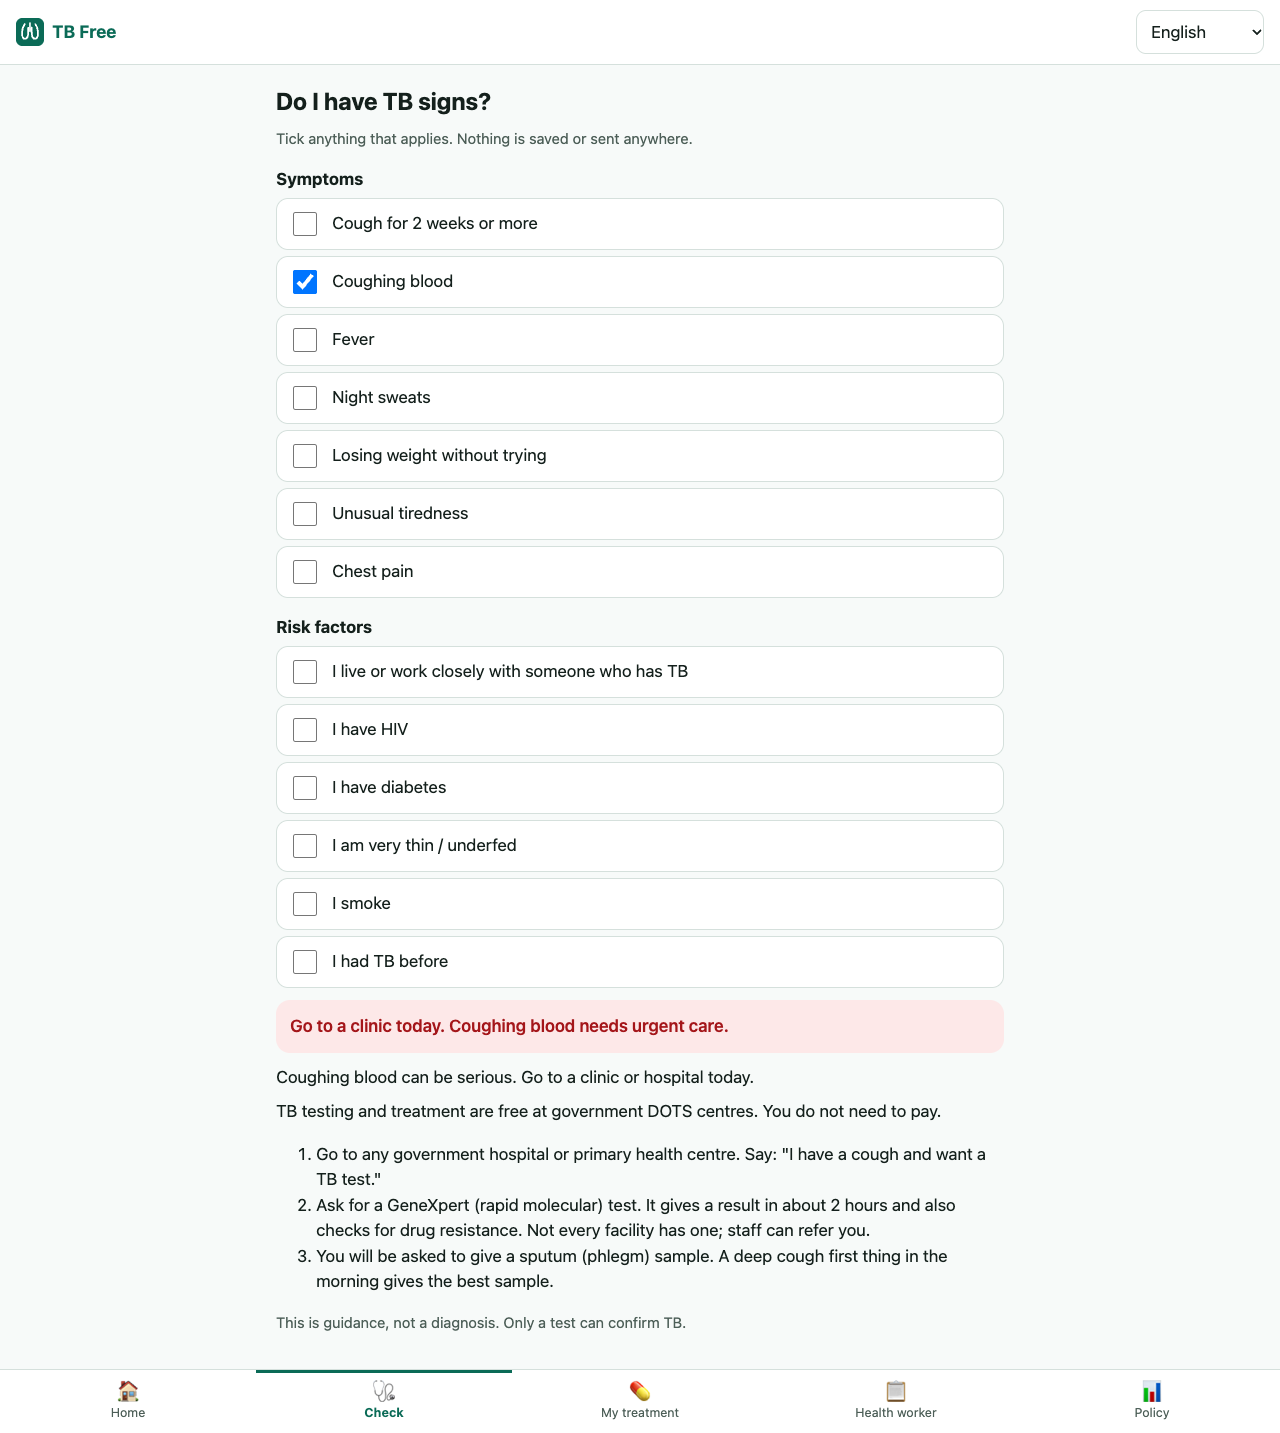 TB Free
English
Do I have TB signs?
Tick anything that applies. Nothing is saved or sent anywhere.
Symptoms
Cough for 2 weeks or more
Coughing blood
Fever
Night sweats
Losing weight without trying
Unusual tiredness
Chest pain
Risk factors
I live or work closely with someone who has TB
I have HIV
I have diabetes
I am very thin / underfed
I smoke
I had TB before
Go to a clinic today. Coughing blood needs urgent care.
Coughing blood can be serious. Go to a clinic or hospital today.
TB testing and treatment are free at government DOTS centres. You do not need to pay.
1. Go to any government hospital or primary health centre. Say: "I have a cough and want a
TB test."
2. Ask for a GeneXpert (rapid molecular) test. It gives a result in about 2 hours and also
checks for drug resistance. Not every facility has one; staff can refer you.
3. You will be asked to give a sputum (phlegm) sample. A deep cough first thing in the
morning gives the best sample.
This is guidance, not a diagnosis. Only a test can confirm TB.
Home
Check
My treatment
Health worker
Policy